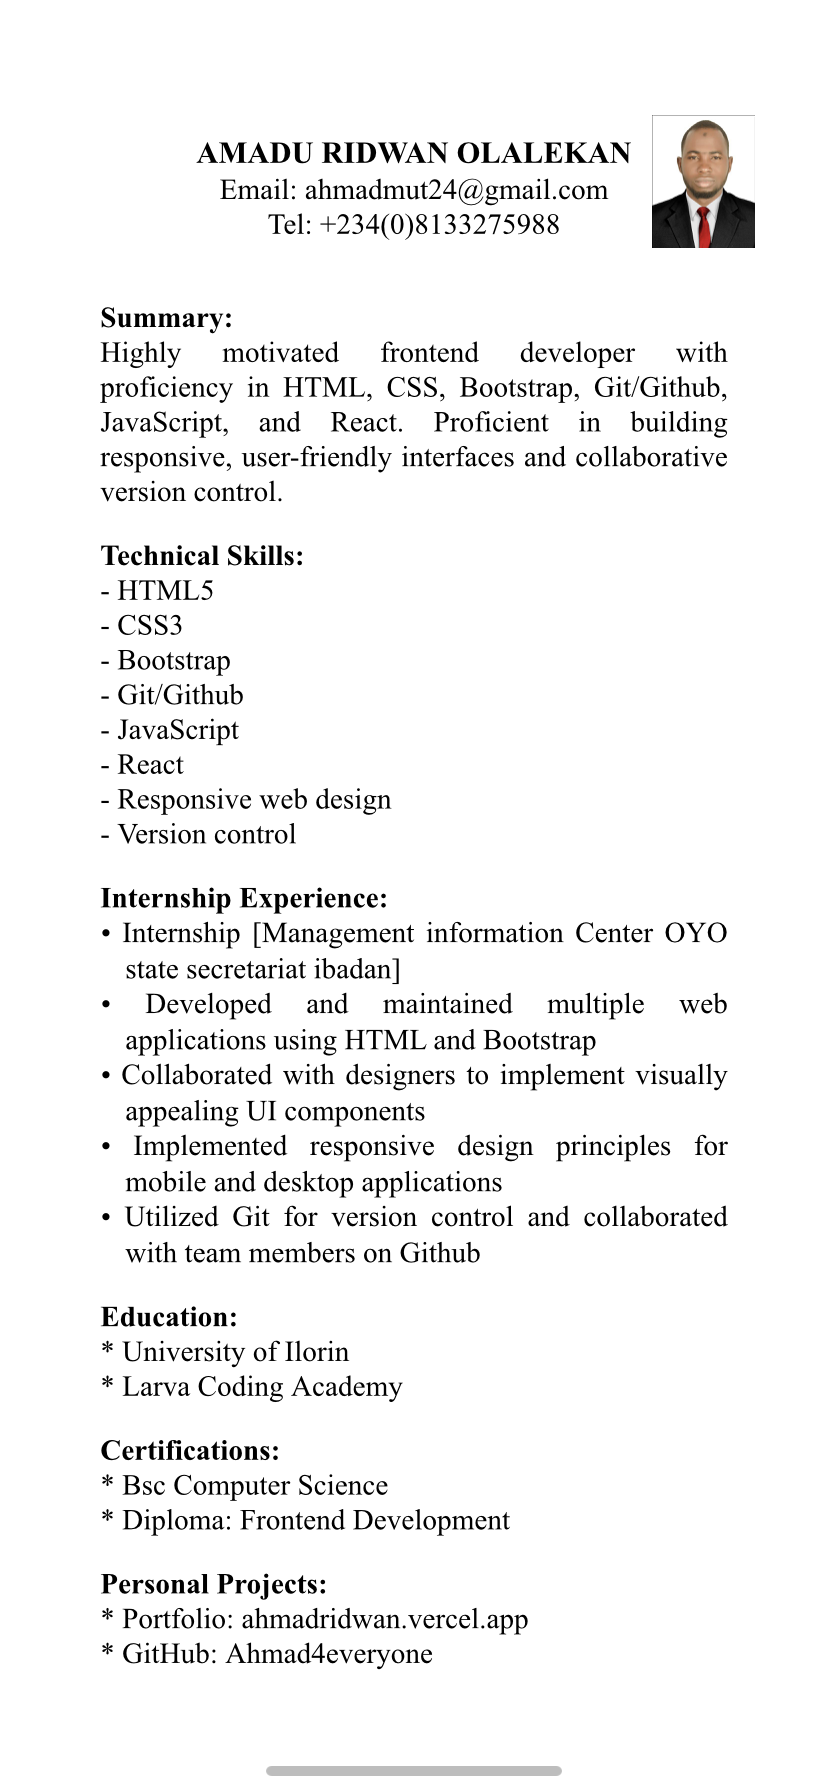 AMADU RIDWAN OLALEKAN
Email: ahmadmut24@gmail.com
Tel: +234(0)8133275988
Summary:
Highly motivated frontend developer with
proficiency in HTML, CSS, Bootstrap, Git/Github,
JavaScript, and React. Proficient in building
responsive, user-friendly interfaces and collaborative
version control.
Technical Skills:
- HTML5
- CSS3
- Bootstrap
- Git/Github
- JavaScript
- React
- Responsive web design
- Version control
Internship Experience:
• Internship [Management information Center OYO
state secretariat ibadan]
• Developed and maintained multiple web
applications using HTML and Bootstrap
• Collaborated with designers to implement visually
appealing UI components
• Implemented responsive design principles for
mobile and desktop applications
• Utilized Git for version control and collaborated
with team members on Github
Education:
* University of Ilorin
* Larva Coding Academy
Certifications:
* Bsc Computer Science
* Diploma: Frontend Development
Personal Projects:
* Portfolio: ahmadridwan.vercel.app
* GitHub: Ahmad4everyone